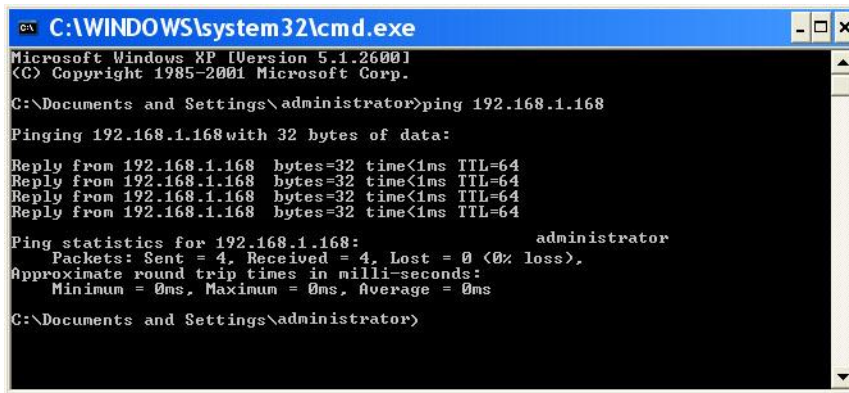 C:\WINDOWS\system32\cmd.exe
Microsoft Windows XP [Version 5.1.2600]
(C) Copyright 1985-2001 Microsoft Corp.
C:\Documents and Settings\administrator>ping 192.168.1.168
Pinging 192.168.1.168with 32 bytes of data:
Reply from 192.168.1.168 bytes=32 time<1ms TTL=64
Reply from 192.168.1.168 bytes=32 time<1ms TTL=64
Reply from 192.168.1.168 bytes=32 time<1ms TTL=64
Reply from 192.168.1.168 bytes=32 time<1ms TTL=64
Ping statistics for 192.168.1.168: administrator
Packets: Sent = 4, Received = 4, Lost = 0 (0% loss),
Approximate round trip times in milli-seconds:
Minimum = 0ms, Maximum = 0ms, Average = 0ms
C:\Documents and Settings\administrator)